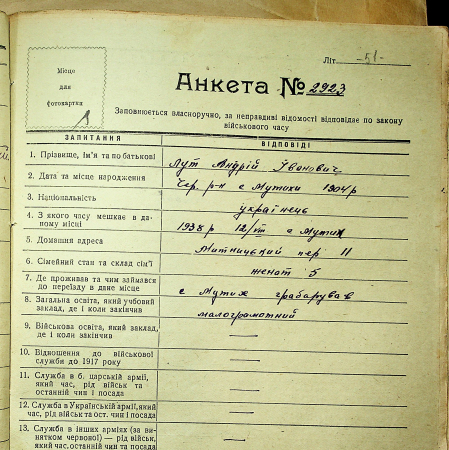 Літ -51-
Місце
для
фотокартки
Анкета № 2923
Заповнюється власноручно, за неправдиві відомості відповідає по закону
військового часу
ЗАПИТАННЯ ВІДПОВІДІ
1. Прізвище, ім'я та по батькові Лут Андрій Іванович
2. Дата та місце народження Чер. р-н с Мутихи 1904р
3. Національність українець
4. З якого часу мешкає в да-
ному місці 1938 р 12/VII с Мутих
5. Домашня адреса Митницький пер 11
6. Сімейний стан та склад сім'ї женат 5
7. Де проживав та чим займався
до переїзду в дане місце с Мутих грабарував
8. Загальна освіта, який учбовий
заклад, де і коли закінчив малограмотний
9. Військова освіта, який заклад,
де і коли закінчив —
10. Відношення до військової
служби до 1917 року —
11. Служба в б. царській армії,
який час, рід військ та
останній чин і посада —
12. Служба в Українській армії, який
час, рід військ та ост. чин і посада —
13. Служба в інших арміях (за ви-
нятком червоної) — рід військ,
який час, останній чин та посада —